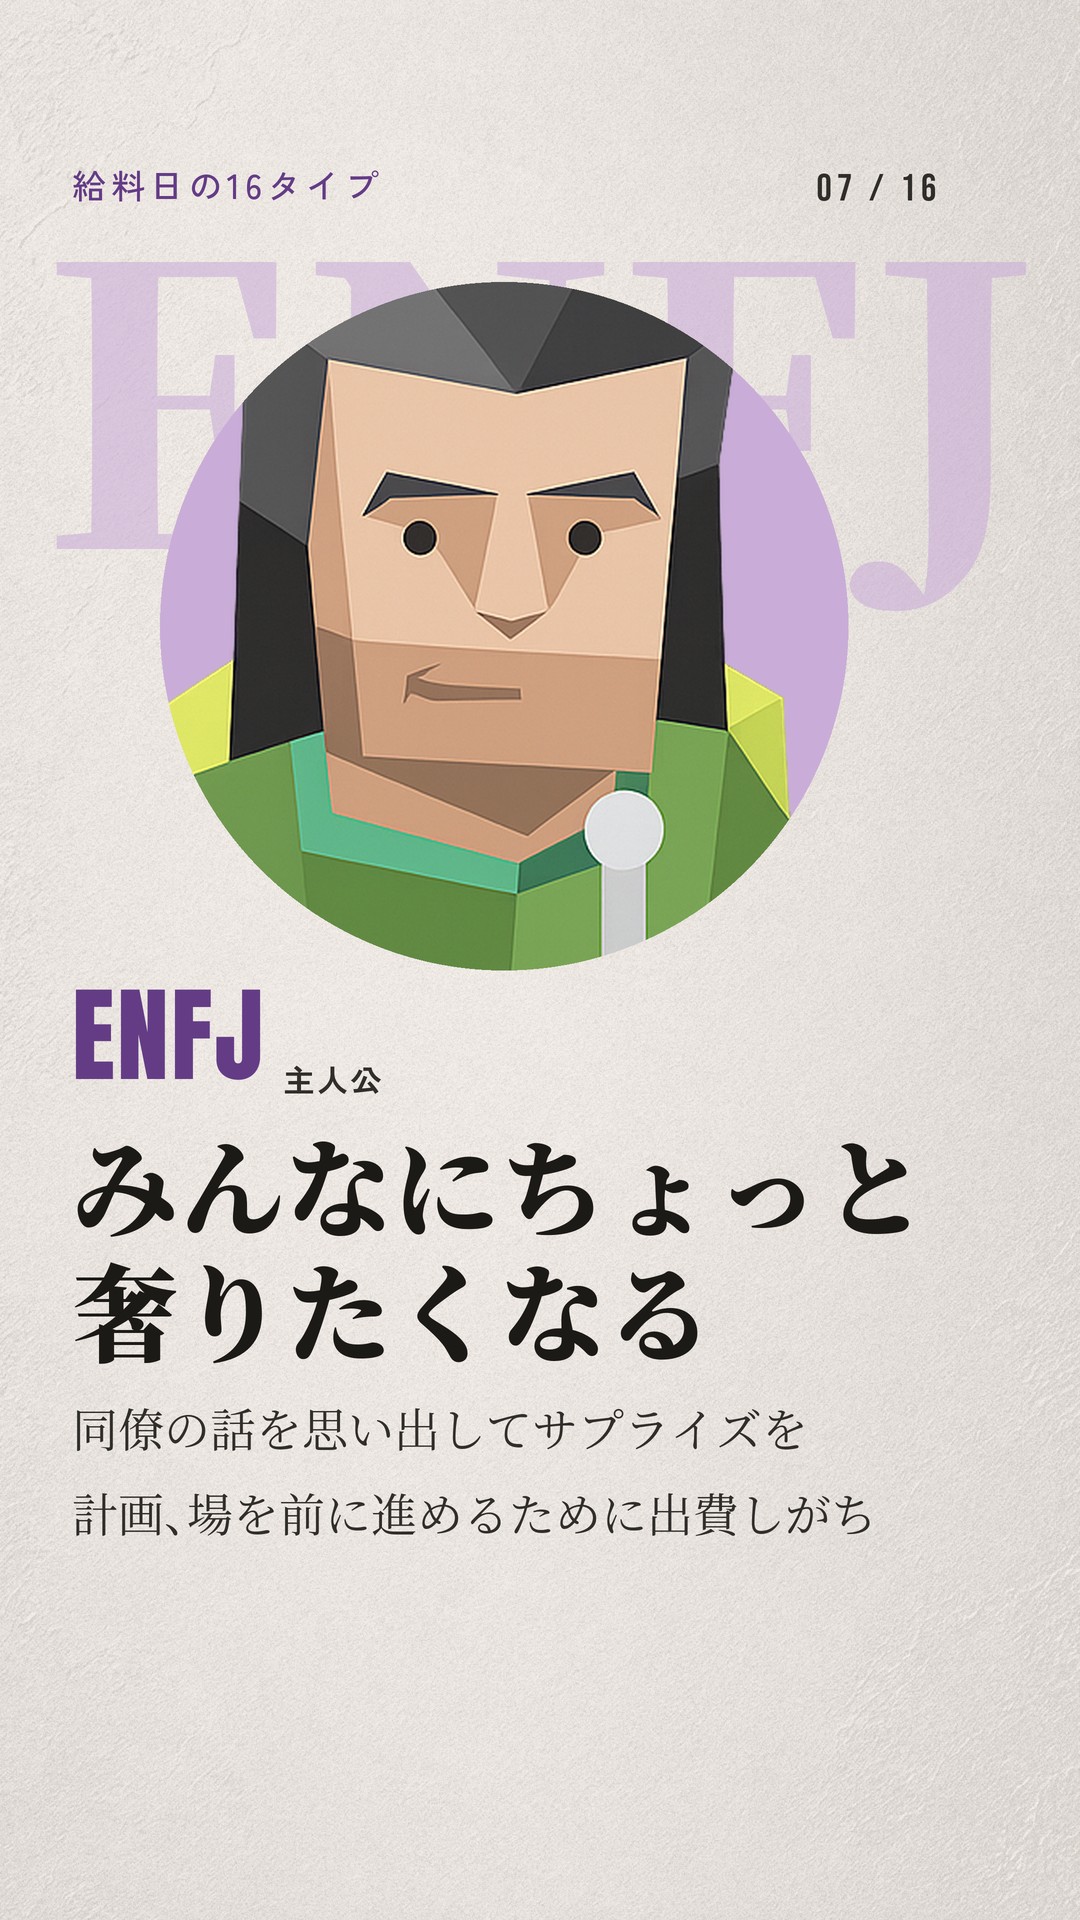 給料日の16タイプ
07 / 16
ENFJ
ENFJ
主人公
みんなにちょっと
奢りたくなる
同僚の話を思い出してサプライズを
計画、場を前に進めるために出費しがち